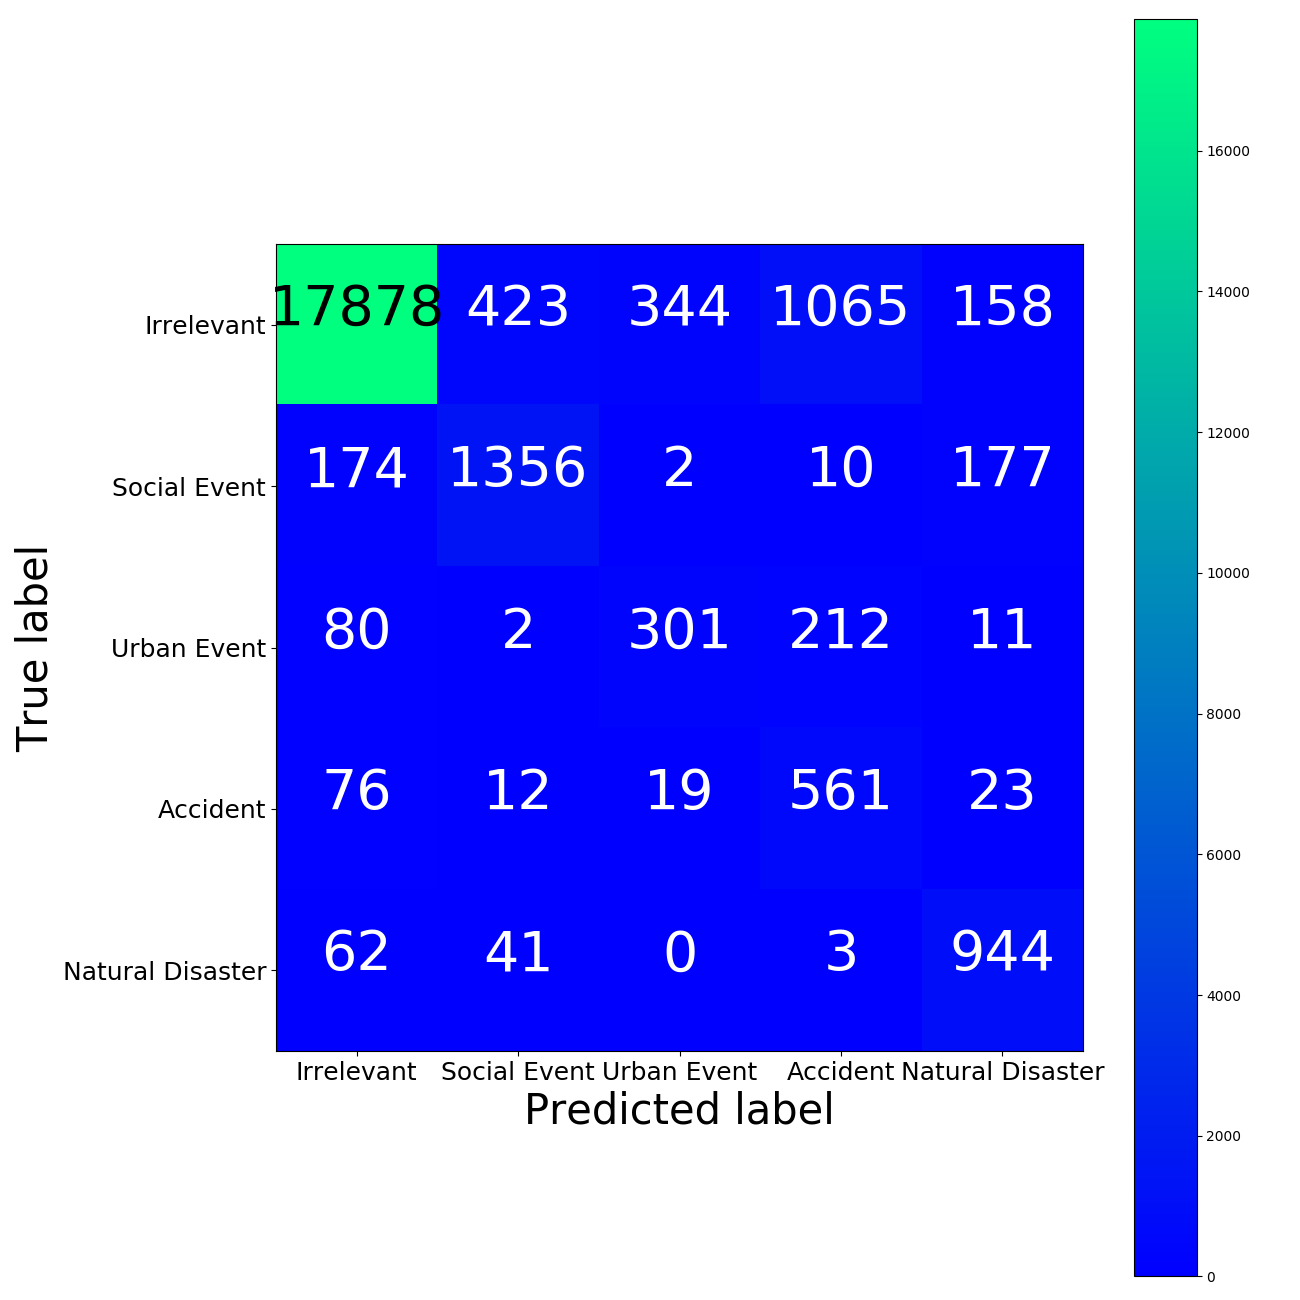 16000
14000
Irrelevant 17878 423 344 1065 158
12000
Social Event 174 1356 2 10 177
10000
True label
Urban Event 80 2 301 212 11
8000
Accident 76 12 19 561 23
6000
Natural Disaster 62 41 0 3 944
4000
Irrelevant Social Event Urban Event Accident Natural Disaster
Predicted label
2000
0